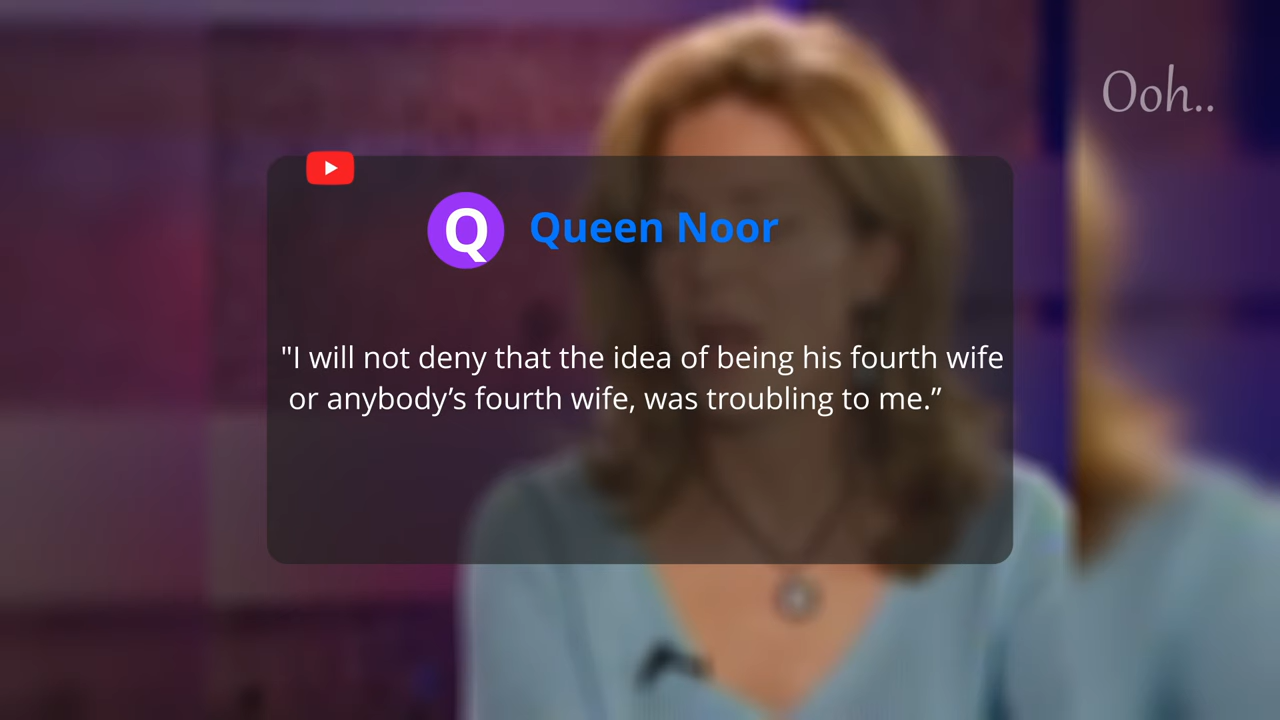 Ooh..
Q Queen Noor
"I will not deny that the idea of being his fourth wife
or anybody’s fourth wife, was troubling to me.”